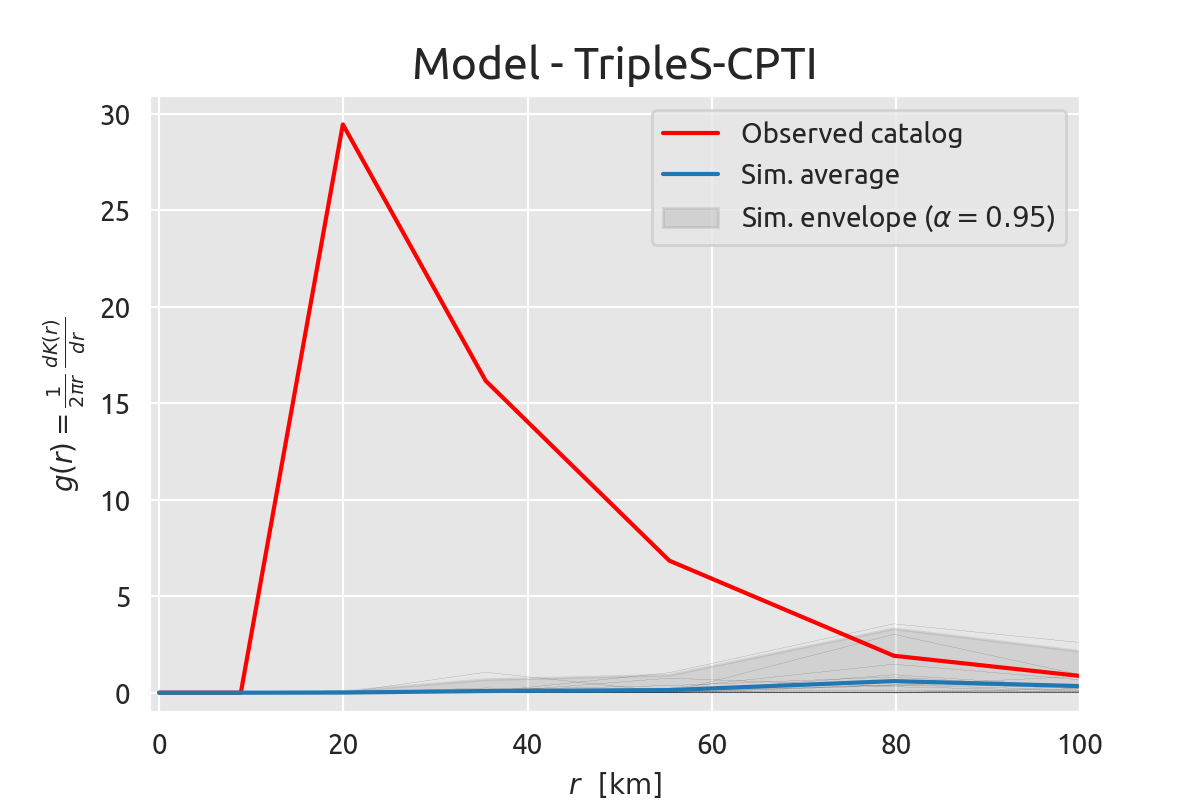 Model - TripleS-CPTI
Observed catalog
Sim. average
Sim. envelope (α = 0.95)
g(r) = 1/2πr dK(r)/dr
30
25
20
15
10
5
0
0 20 40 60 80 100
r [km]